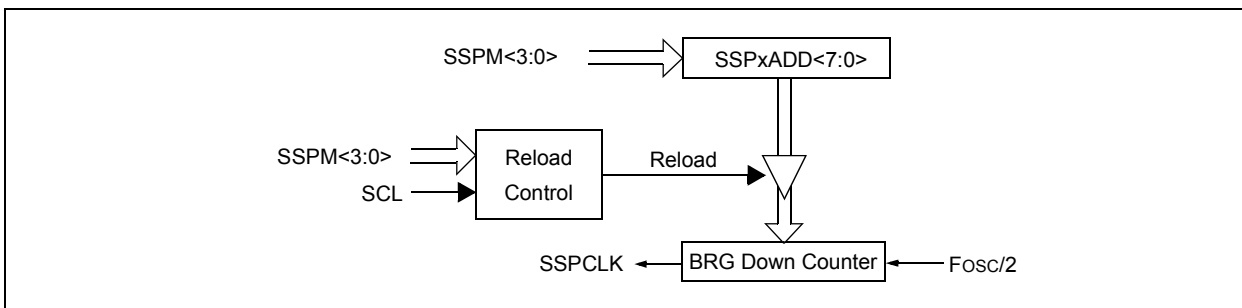 SSPM<3:0>
SSPxADD<7:0>
SSPM<3:0>
SCL
Reload
Control
Reload
SSPCLK
BRG Down Counter
FOSC/2